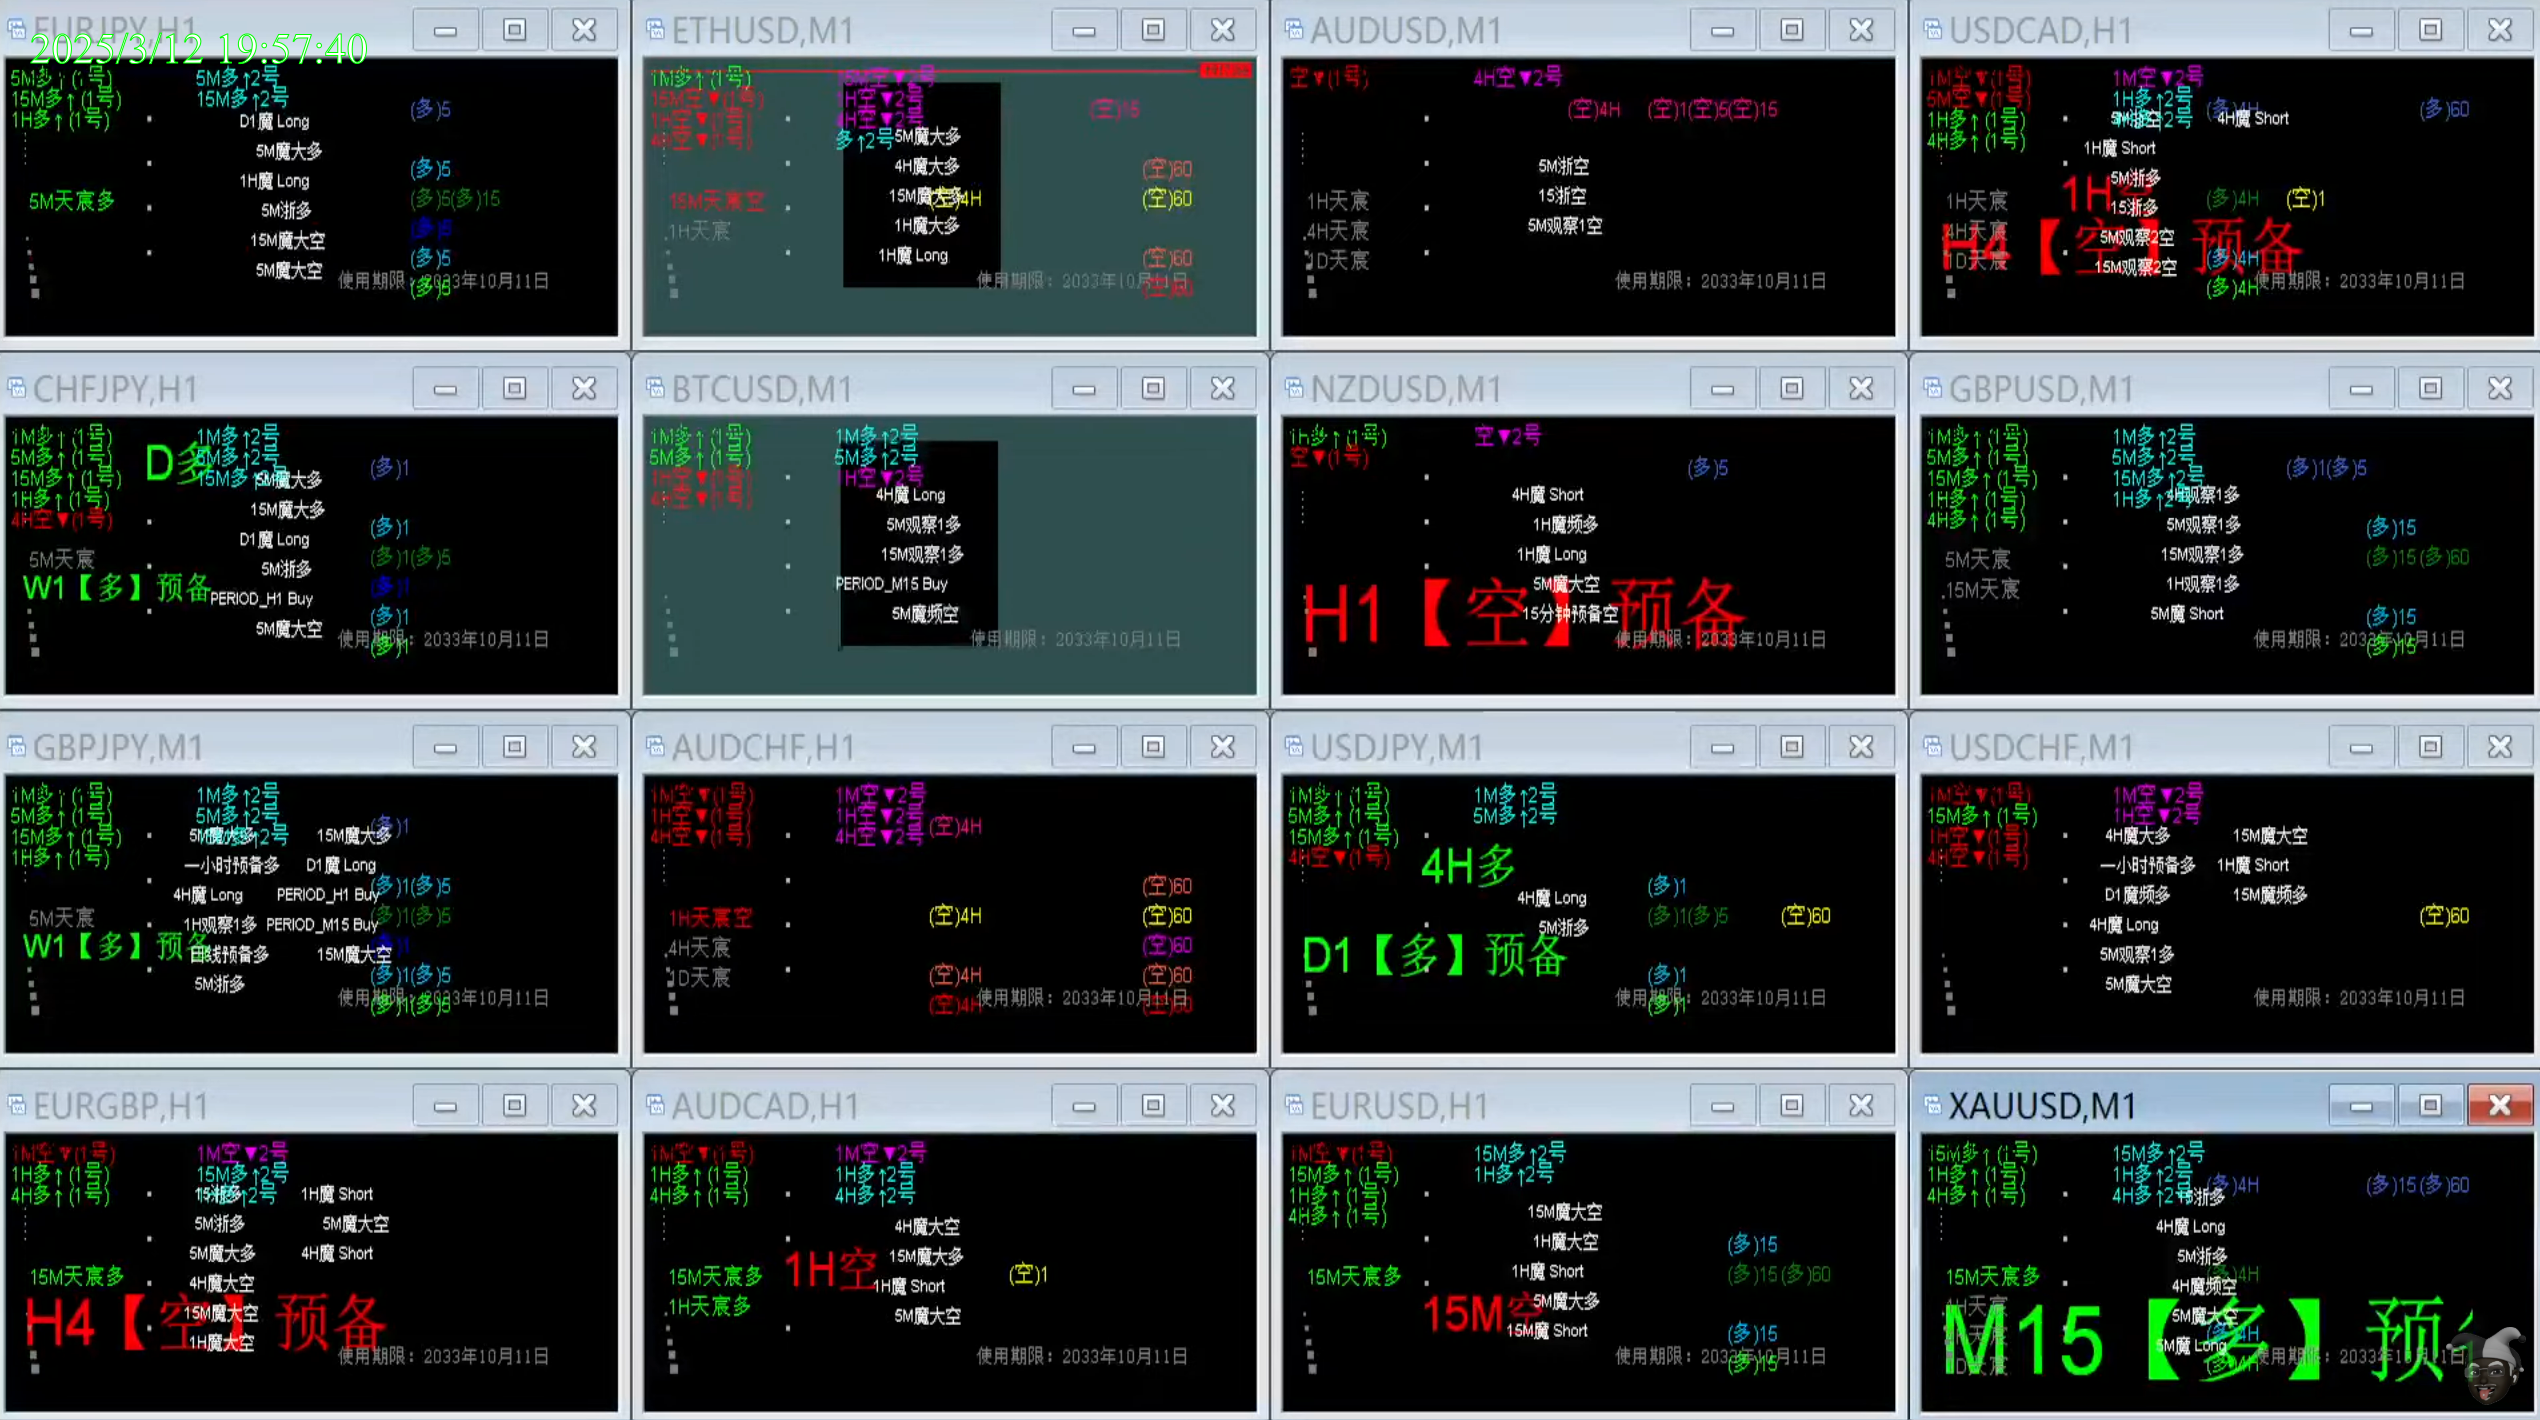 EURJPY,H1
2025/3/12 19:57:40
5M多↑(1号)
5M多↑2号
15M多↑(1号)
15M多↑2号
1H多↑(1号)
D1魔 Long
(多)5
5M魔大多
1H魔 Long
(多)5
5M天宸多
5M浙多
(多)5(多)15
15M魔大空
(多)5
5M魔大空
(多)5
使用期限：2033年10月11日
(多)5
ETHUSD,M1
1M多↑(1号)
15M空▼2号
15M空▼(1号)
1H空▼2号
1H空▼(1号)
4H空▼2号
4H空▼(1号)
多↑2号
(空)15
5M魔大多
4H魔大多
(空)60
15M天宸空
15M魔大多
(空)4H
(空)60
1H天宸
1H魔大多
1H魔 Long
(空)60
使用期限：2033年10月11日
AUDUSD,M1
空▼(1号)
4H空▼2号
(空)4H
(空)1(空)5(空)15
5M浙空
15浙空
5M观察1空
1H天宸
4H天宸
1D天宸
使用期限：2033年10月11日
USDCAD,H1
1M空▼(1号)
1M空▼2号
5M空▼(1号)
1H多↑2号
1H多↑(1号)
4H多↑2号
4H多↑(1号)
(多)4H
(多)60
5M浙空
4H魔 Short
1H魔 Short
5M浙多
1H空
15浙多
1H天宸
(多)4H
(空)1
4H天宸
5M观察2空
H4【空】预备
1D天宸
15M观察2空
(多)4H
(多)4H
使用期限：2033年10月11日
CHFJPY,H1
1M多↑(1号)
1M多↑2号
5M多↑(1号)
5M多↑2号
15M多↑(1号)
15M多↑2号
1H多↑(1号)
4H空▼(1号)
D多
(多)1
5M魔大多
15M魔大多
(多)1
D1魔 Long
5M天宸
(多)1(多)5
5M浙多
W1【多】预备
(多)1
PERIOD_H1 Buy
(多)1
5M魔大空
使用期限：2033年10月11日
(多)1
BTCUSD,M1
1M多↑(1号)
1M多↑2号
5M多↑(1号)
5M多↑2号
1H空▼(1号)
1H空▼2号
4H空▼(1号)
4H魔 Long
5M观察1多
15M观察1多
PERIOD_M15 Buy
5M魔频空
使用期限：2033年10月11日
NZDUSD,M1
1H多↑(1号)
空▼2号
空▼(1号)
(多)5
4H魔 Short
1H魔频多
1H魔 Long
5M魔大空
H1【空】预备
15分钟预备空
使用期限：2033年10月11日
GBPUSD,M1
1M多↑(1号)
1M多↑2号
5M多↑(1号)
5M多↑2号
15M多↑(1号)
15M多↑2号
1H多↑(1号)
1H多↑2号
4H多↑(1号)
(多)1(多)5
4H观察1多
5M观察1多
(多)15
15M观察1多
5M天宸
(多)15(多)60
15M天宸
1H观察1多
5M魔 Short
(多)15
使用期限：2033年10月11日
(多)15
GBPJPY,M1
1M多↑(1号)
1M多↑2号
5M多↑(1号)
5M多↑2号
15M多↑(1号)
15M多↑2号
1H多↑(1号)
(多)1
5M魔大多
15M魔大多
一小时预备多
D1魔 Long
4H魔 Long
PERIOD_H1 Buy
(多)1(多)5
5M天宸
1H观察1多
PERIOD_M15 Buy
(多)1(多)5
W1【多】预备
日线预备多
15M魔大空
5M浙多
(多)1(多)5
使用期限：2033年10月11日
(多)1(多)5
AUDCHF,H1
1M空▼(1号)
1M空▼2号
1H空▼(1号)
1H空▼2号
4H空▼(1号)
4H空▼2号
(空)4H
(空)60
1H天宸空
(空)4H
(空)60
4H天宸
(空)60
1D天宸
(空)4H
(空)60
(空)4H
使用期限：2033年10月11日
(空)60
USDJPY,M1
1M多↑(1号)
1M多↑2号
5M多↑(1号)
5M多↑2号
15M多↑(1号)
4H空▼(1号)
4H多
4H魔 Long
(多)1
5M浙多
(多)1(多)5
(空)60
D1【多】预备
(多)1
使用期限：2033年10月11日
(多)1
USDCHF,M1
1M空▼(1号)
1M空▼2号
15M多↑(1号)
1H空▼2号
1H空▼(1号)
4H空▼(1号)
4H魔大多
15M魔大空
一小时预备多
1H魔 Short
D1魔频多
15M魔频多
4H魔 Long
(空)60
5M观察1多
5M魔大空
使用期限：2033年10月11日
EURGBP,H1
1M空▼(1号)
1M空▼2号
1H多↑(1号)
15M多↑2号
4H多↑(1号)
15浙多
1H魔 Short
5M浙多
5M魔大空
5M魔大多
4H魔 Short
15M天宸多
4H魔大空
H4【空】预备
15M魔大空
1H魔大空
使用期限：2033年10月11日
AUDCAD,H1
1M空▼(1号)
1M空▼2号
1H多↑(1号)
1H多↑2号
4H多↑(1号)
4H多↑2号
4H魔大空
15M魔大多
15M天宸多
1H空
1H魔 Short
(空)1
1H天宸多
5M魔大空
使用期限：2033年10月11日
EURUSD,H1
1M空▼(1号)
15M多↑2号
15M多↑(1号)
1H多↑2号
1H多↑(1号)
4H多↑(1号)
15M魔大空
1H魔大空
(多)15
15M天宸多
1H魔 Short
(多)15(多)60
15M空
5M魔大多
15M魔 Short
(多)15
使用期限：2033年10月11日
(多)15
XAUUSD,M1
15M多↑(1号)
15M多↑2号
1H多↑(1号)
1H多↑2号
4H多↑(1号)
4H多↑2号
(多)4H
(多)15(多)60
15浙多
4H魔 Long
5M浙多
15M天宸多
(多)4H
4H魔频空
4H天宸
5M魔大空
M15【多】预
5M魔 Long
1D天宸
(多)4H
使用期限：2033年10月11日